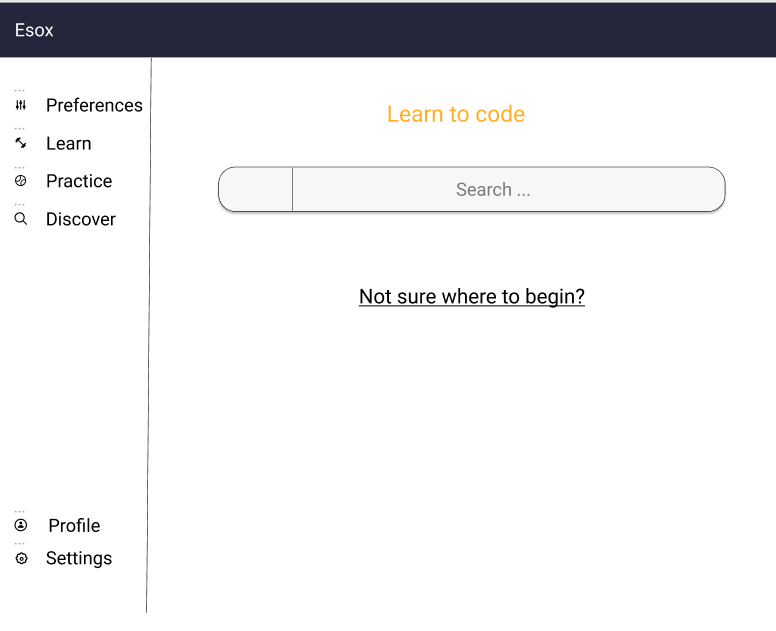 Esox
Preferences
Learn
Practice
Discover
Learn to code
Search ...
Not sure where to begin?
Profile
Settings